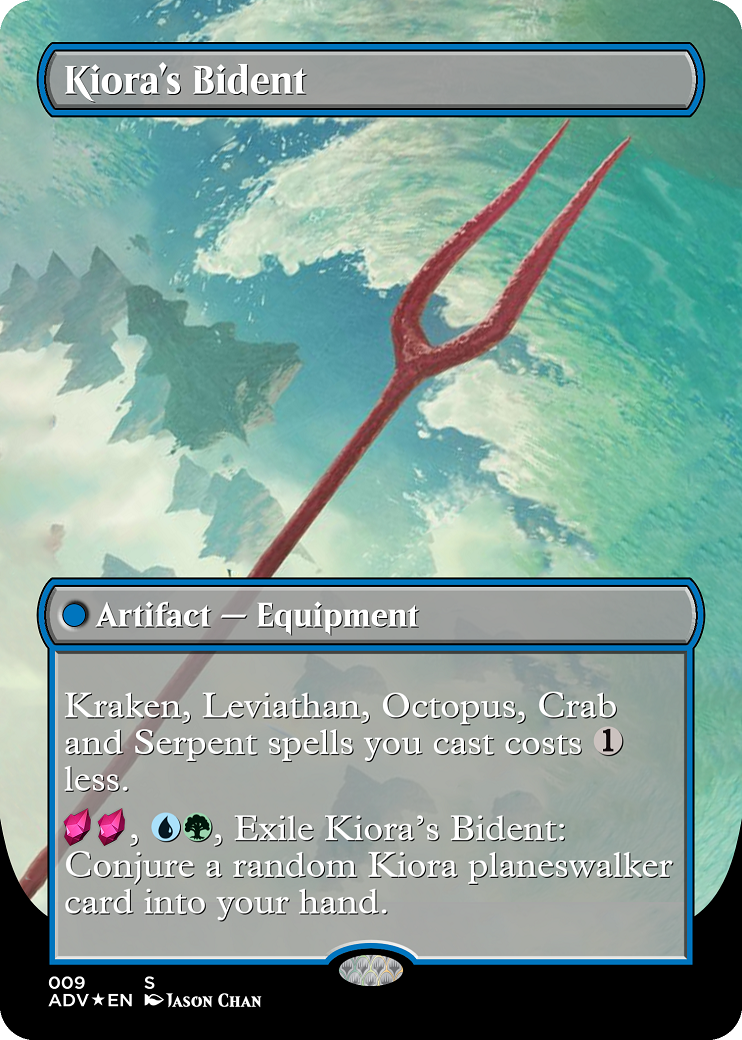 Kiora's Bident
Artifact — Equipment
Kraken, Leviathan, Octopus, Crab
and Serpent spells you cast costs 1
less.
, , Exile Kiora's Bident:
Conjure a random Kiora planeswalker
card into your hand.
009 S
ADV★EN Jason Chan